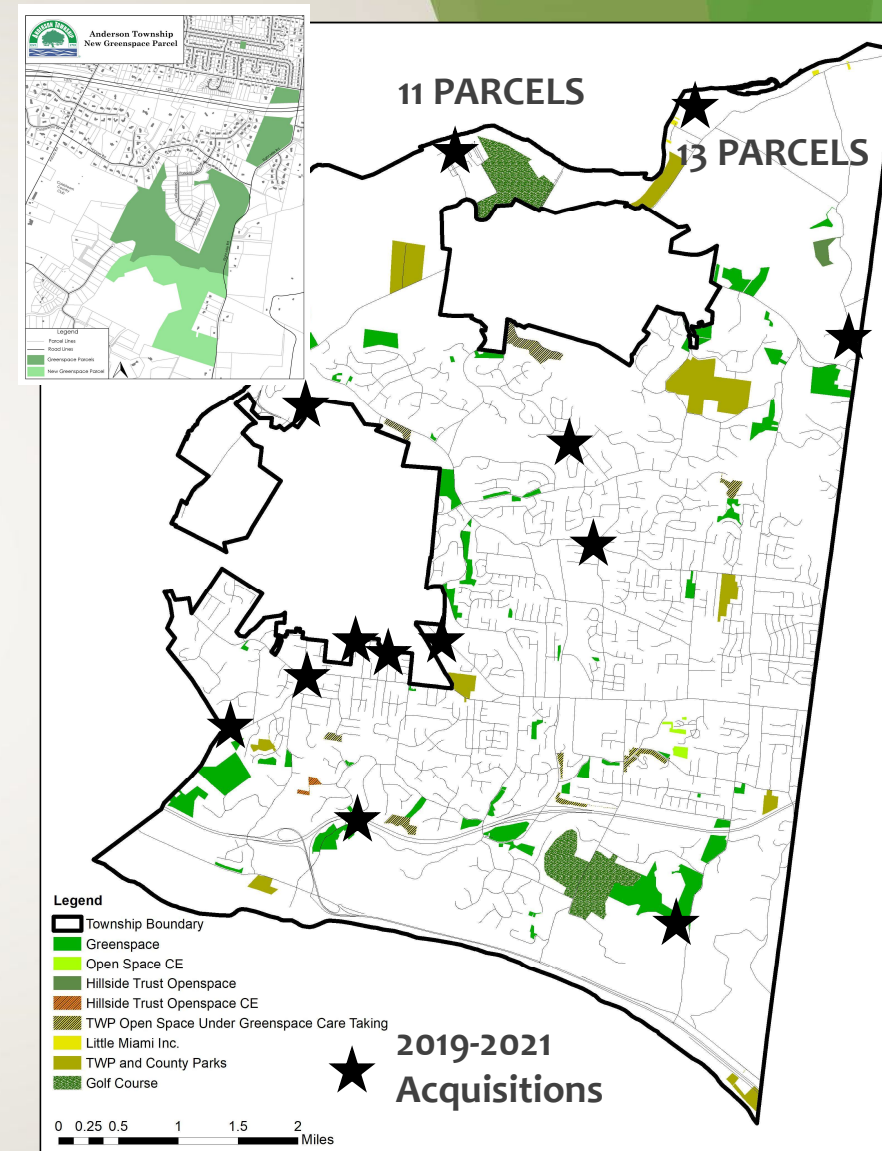 Anderson Township
Anderson Township
New Greenspace Parcel
Legend
Parcel Lines
Road Lines
Greenspace Parcels
New Greenspace Parcel
11 PARCELS
13 PARCELS
Legend
Township Boundary
Greenspace
Open Space CE
Hillside Trust Openspace
Hillside Trust Openspace CE
TWP Open Space Under Greenspace Care Taking
Little Miami Inc.
TWP and County Parks
Golf Course
2019-2021
Acquisitions
0 0.25 0.5 1 1.5 2
Miles